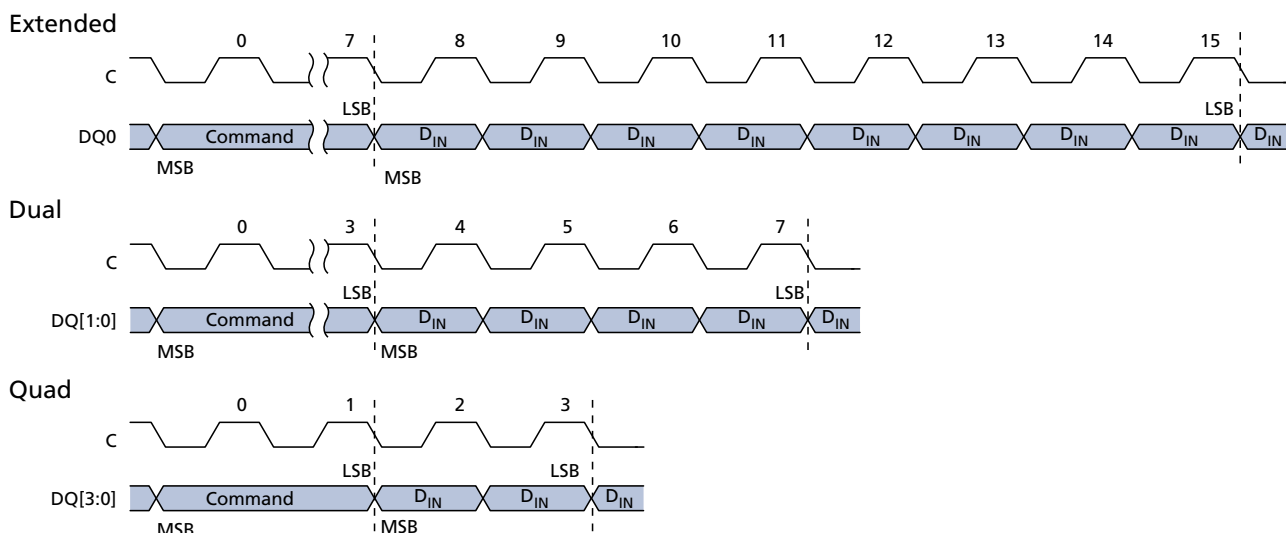 Extended
0 7 8 9 10 11 12 13 14 15
C
LSB LSB
DQ0 Command DIN DIN DIN DIN DIN DIN DIN DIN DIN
MSB MSB
Dual
0 3 4 5 6 7
C
LSB LSB
DQ[1:0] Command DIN DIN DIN DIN DIN
MSB MSB
Quad
0 1 2 3
C
LSB LSB
DQ[3:0] Command DIN DIN DIN
MSB MSB